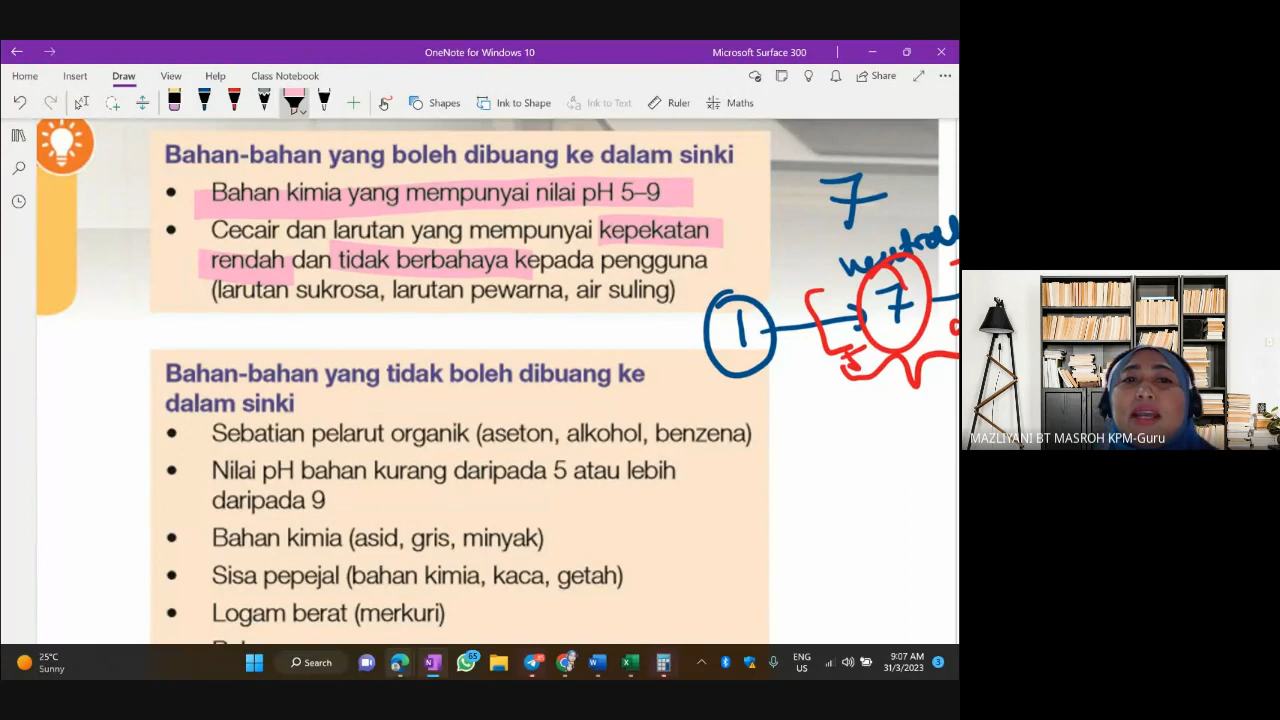 OneNote for Windows 10
Microsoft Surface 300
Home Insert Draw View Help Class Notebook
Share
Shapes Ink to Shape Ink to Text Ruler Maths
Bahan-bahan yang boleh dibuang ke dalam sinki
• Bahan kimia yang mempunyai nilai pH 5–9
• Cecair dan larutan yang mempunyai kepekatan
rendah dan tidak berbahaya kepada pengguna
(larutan sukrosa, larutan pewarna, air suling)
7
neutral
1
7
5
Bahan-bahan yang tidak boleh dibuang ke
dalam sinki
• Sebatian pelarut organik (aseton, alkohol, benzena)
• Nilai pH bahan kurang daripada 5 atau lebih
daripada 9
• Bahan kimia (asid, gris, minyak)
• Sisa pepejal (bahan kimia, kaca, getah)
• Logam berat (merkuri)
MAZLIYANI BT MASROH KPM-Guru
25°C
Sunny
Search
65
ENG
US
9:07 AM
31/3/2023
3